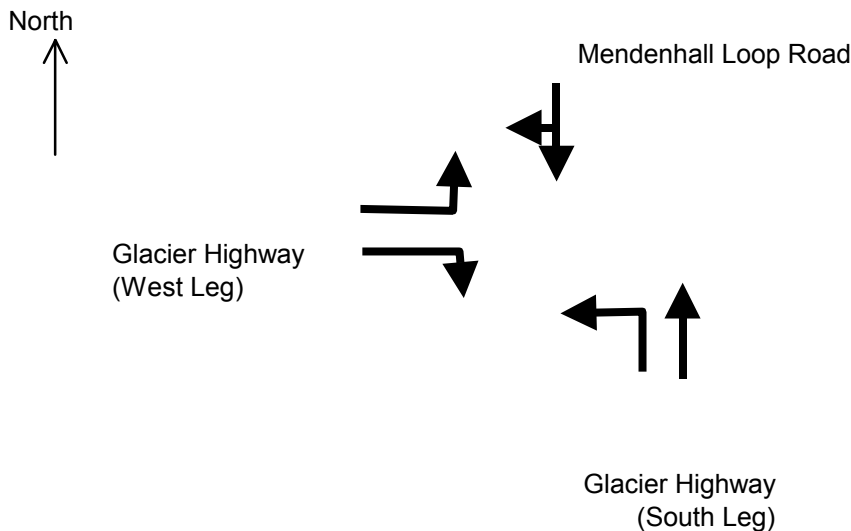 North
Mendenhall Loop Road
Glacier Highway
(West Leg)
Glacier Highway
(South Leg)